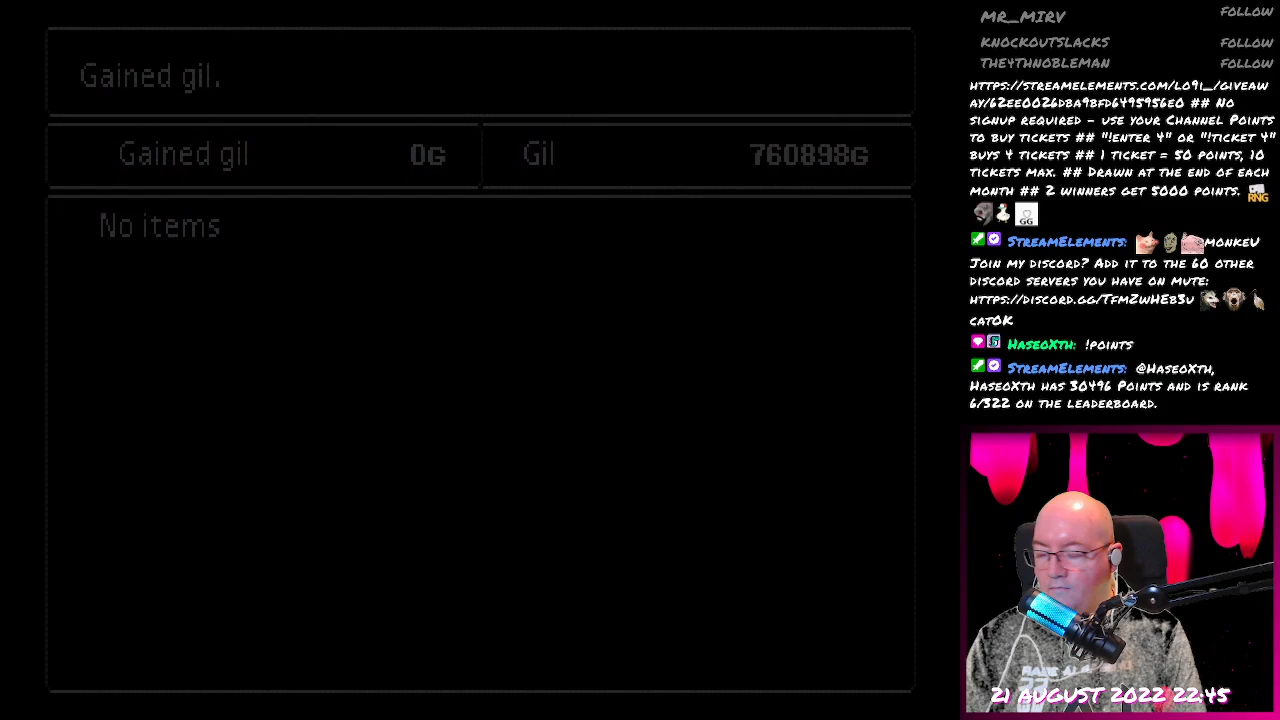 Gained gil.
Gained gil 0G Gil 760898G
No items
MR_MIRV FOLLOW
KNOCKOUTSLACKS FOLLOW
THE4THNOBLEMAN FOLLOW
HTTPS://STREAMELEMENTS.COM/LO9I_/GIVEAW
AY/62EE0026DBA9BFD6495956E0 ## NO
SIGNUP REQUIRED - USE YOUR CHANNEL POINTS
TO BUY TICKETS ## "!ENTER 4" OR "!TICKET 4"
BUYS 4 TICKETS ## 1 TICKET = 50 POINTS, 10
TICKETS MAX. ## DRAWN AT THE END OF EACH
MONTH ## 2 WINNERS GET 5000 POINTS. RNG
GG
STREAMELEMENTS: MONKEU
JOIN MY DISCORD? ADD IT TO THE 60 OTHER
DISCORD SERVERS YOU HAVE ON MUTE:
HTTPS://DISCORD.GG/TFMZWHEB3U
CATOK
HASEOXTH: !POINTS
STREAMELEMENTS: @HASEOXTH,
HASEOXTH HAS 30496 POINTS AND IS RANK
6/322 ON THE LEADERBOARD.
21 AUGUST 2022 22:45